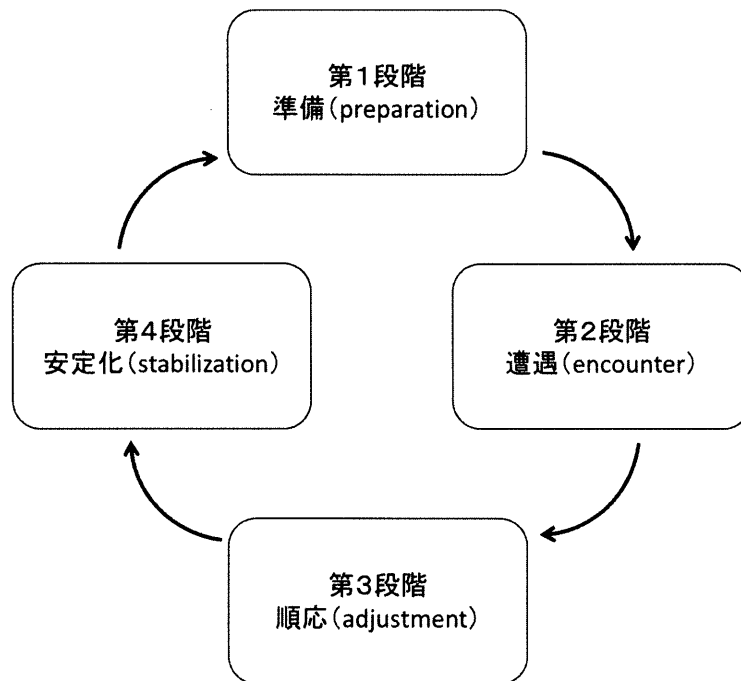 第１段階
準備(preparation)
第２段階
遭遇(encounter)
第３段階
順応(adjustment)
第４段階
安定化(stabilization)